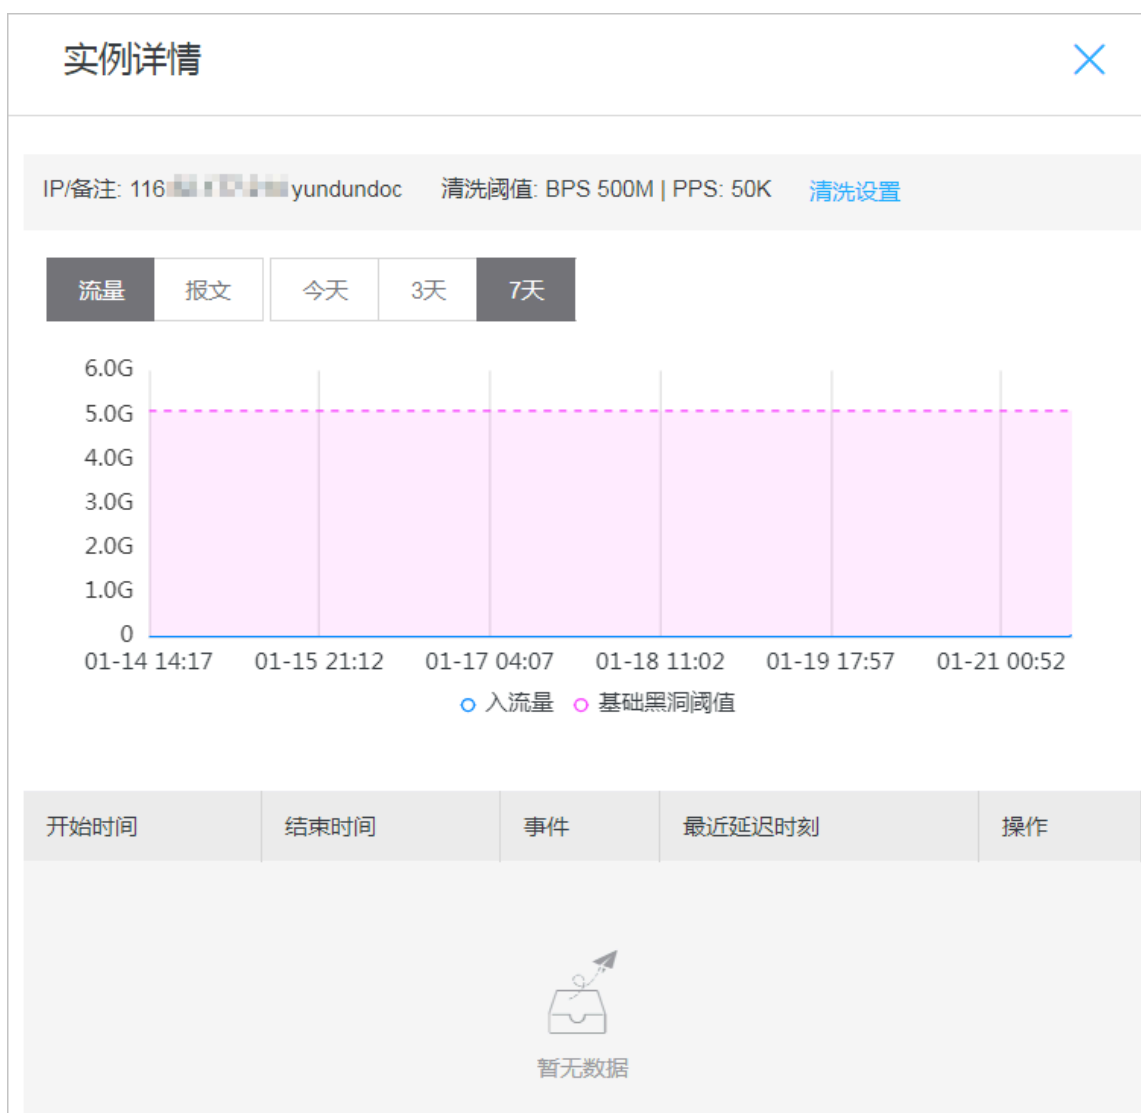 实例详情
IP/备注: 116 yundundoc 清洗阈值: BPS 500M | PPS: 50K 清洗设置
流量 报文 今天 3天 7天
6.0G
5.0G
4.0G
3.0G
2.0G
1.0G
0
01-14 14:17 01-15 21:12 01-17 04:07 01-18 11:02 01-19 17:57 01-21 00:52
入流量 基础黑洞阈值
开始时间 结束时间 事件 最近延迟时刻 操作
暂无数据